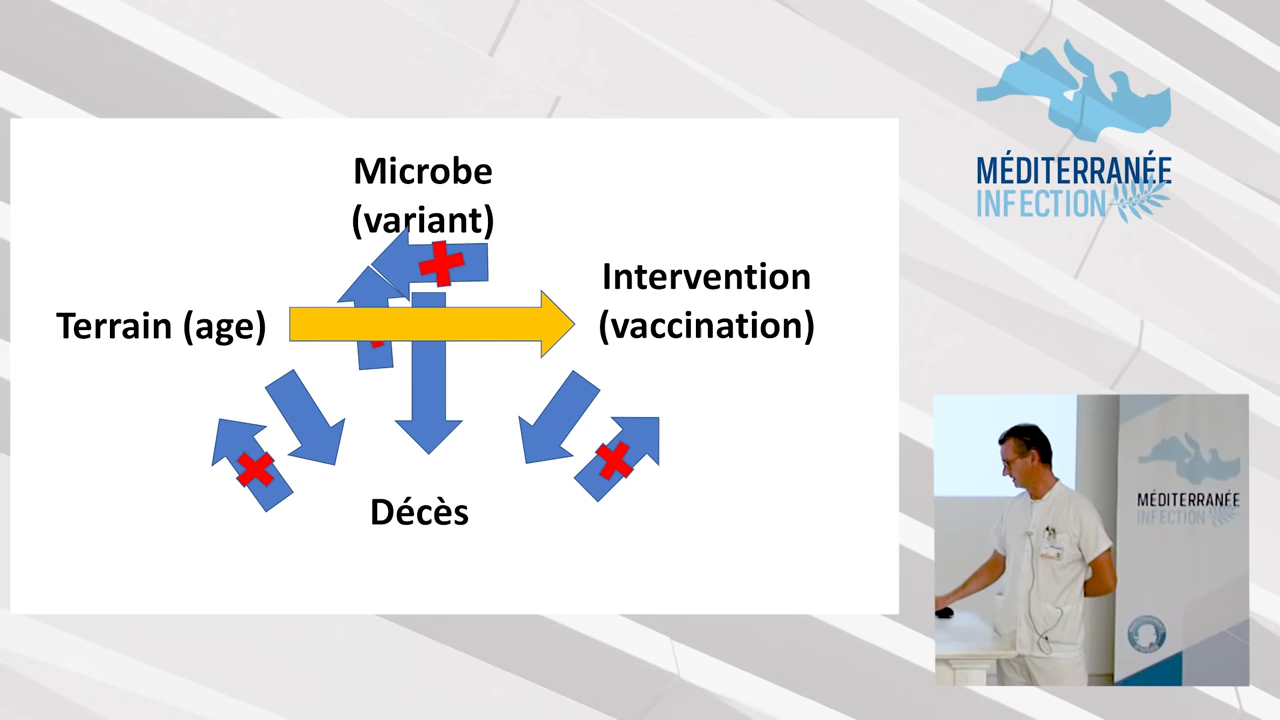 Microbe
(variant)
Intervention
(vaccination)
Terrain (age)
Décès
MÉDITERRANÉE
INFECTION
MÉDITERRANÉE
INFECTION